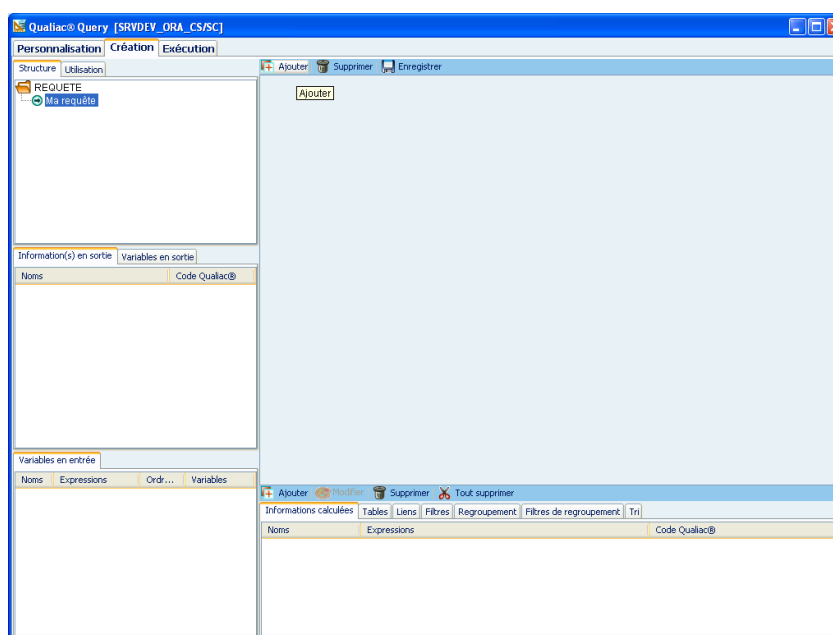 Qualiac® Query [SRVDEV_ORA_CS/SC]
Personnalisation Création Exécution
Structure Utilisation
Ajouter Supprimer Enregistrer
REQUETE
Ma requête
Ajouter
Information(s) en sortie Variables en sortie
Noms Code Qualiac®
Variables en entrée
Noms Expressions Ordr... Variables
Ajouter Modifier Supprimer Tout supprimer
Informations calculées Tables Liens Filtres Regroupement Filtres de regroupement Tri
Noms Expressions Code Qualiac®